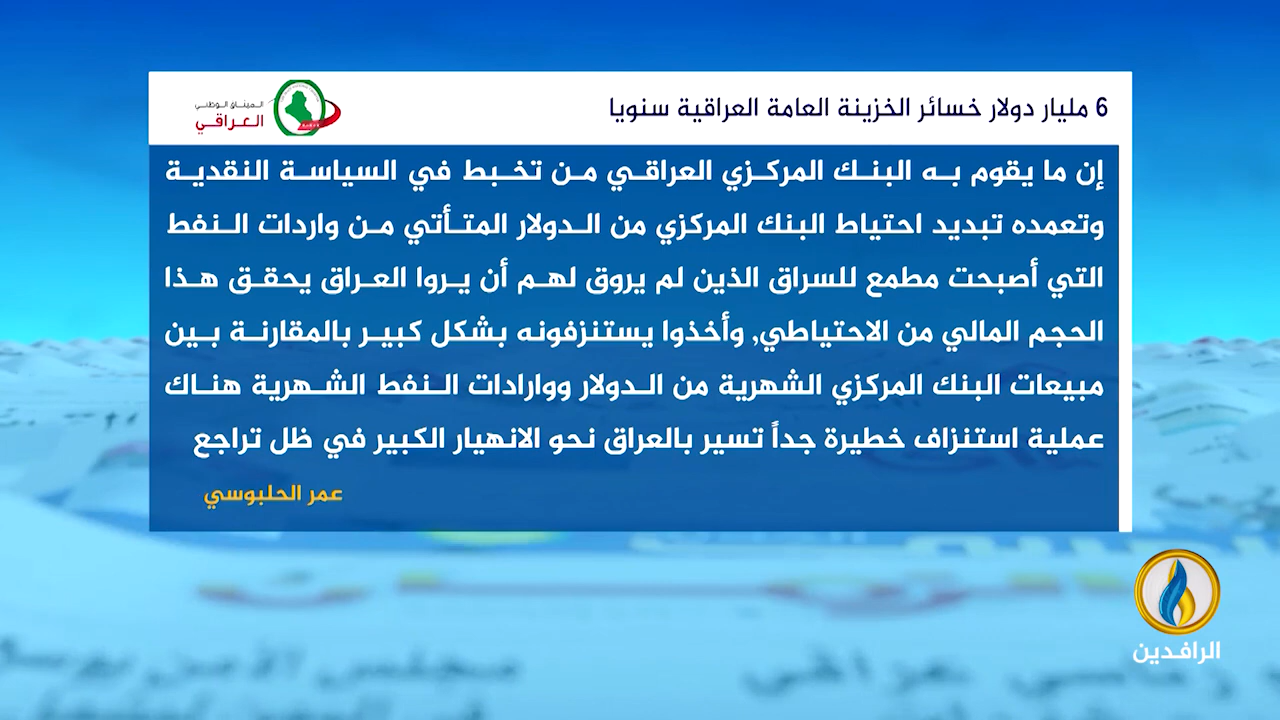 6 مليار دولار خسائر الخزينة العامة العراقية سنويا
الميثاق الوطني
العراقي
إن ما يقوم به البنك المركزي العراقي من تخبط في السياسة النقدية
وتعمده تبديد احتياط البنك المركزي من الدولار المتأتي من واردات النفط
التي أصبحت مطمع للسراق الذين لم يروق لهم أن يروا العراق يحقق هذا
الحجم المالي من الاحتياطي, وأخذوا يستنزفونه بشكل كبير بالمقارنة بين
مبيعات البنك المركزي الشهرية من الدولار ووارادات النفط الشهرية هناك
عملية استنزاف خطيرة جداً تسير بالعراق نحو الانهيار الكبير في ظل تراجع
عمر الحلبوسي
الرافدين
مجلس الأمن